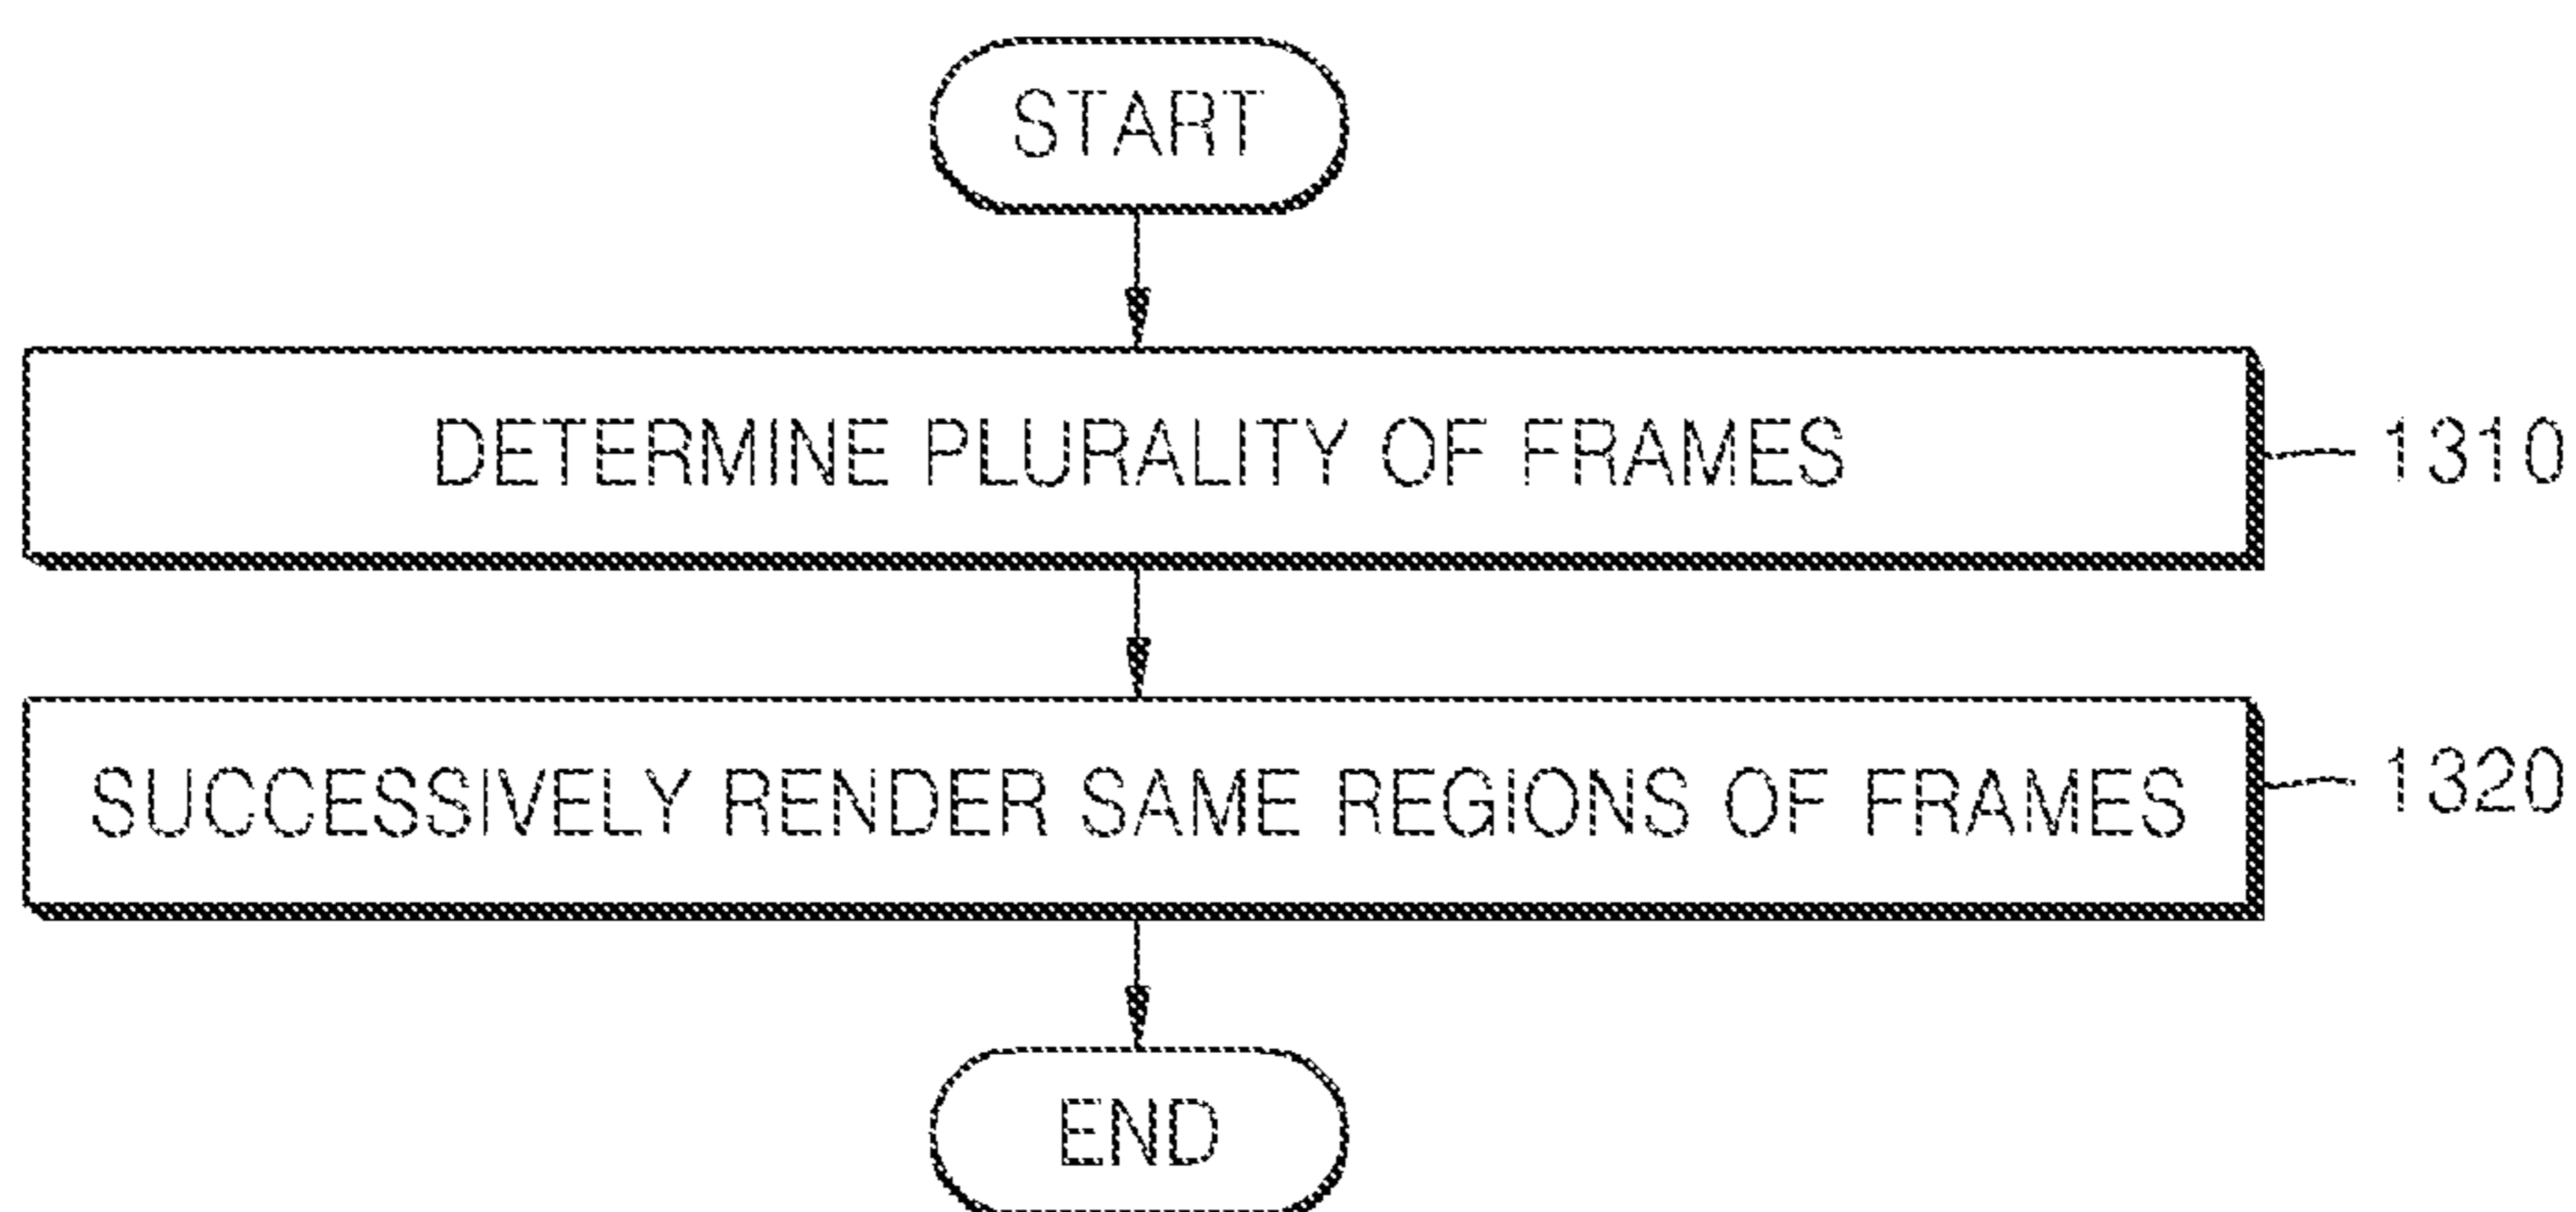 START
DETERMINE PLURALITY OF FRAMES
1310
SUCCESSIVELY RENDER SAME REGIONS OF FRAMES
1320
END